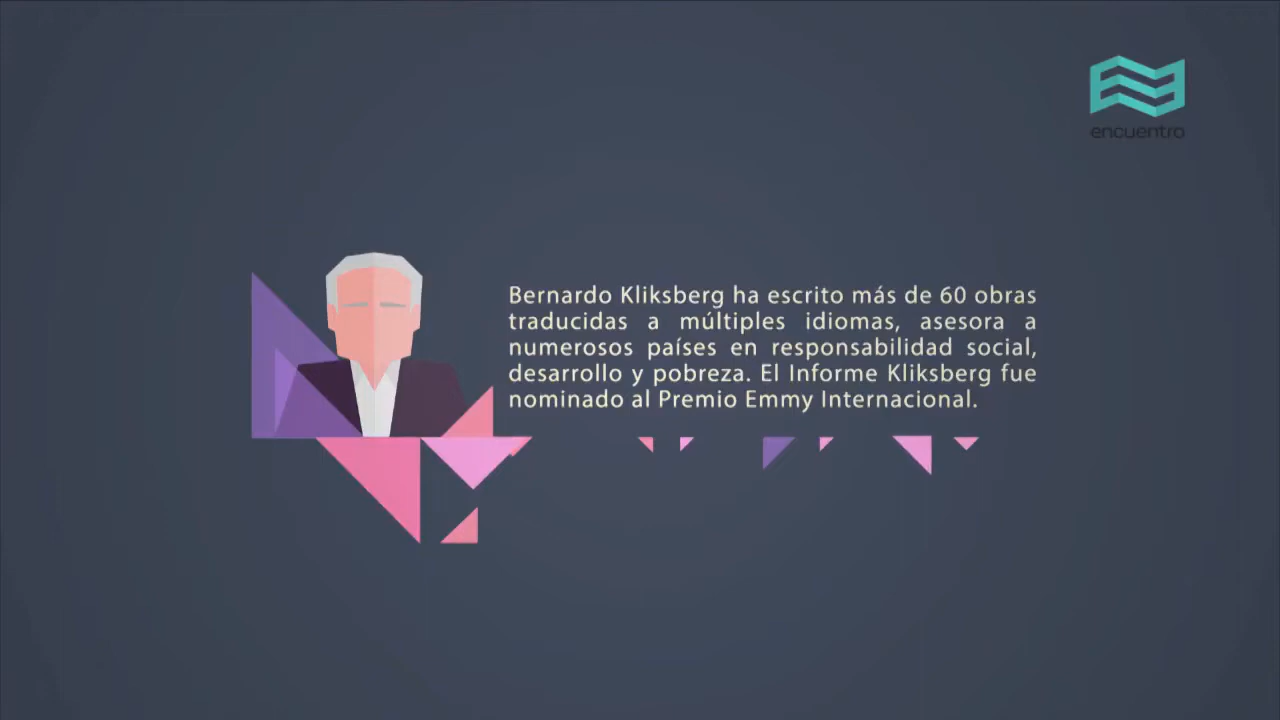 encuentro
Bernardo Kliksberg ha escrito más de 60 obras
traducidas a múltiples idiomas, asesora a
numerosos países en responsabilidad social,
desarrollo y pobreza. El Informe Kliksberg fue
nominado al Premio Emmy Internacional.